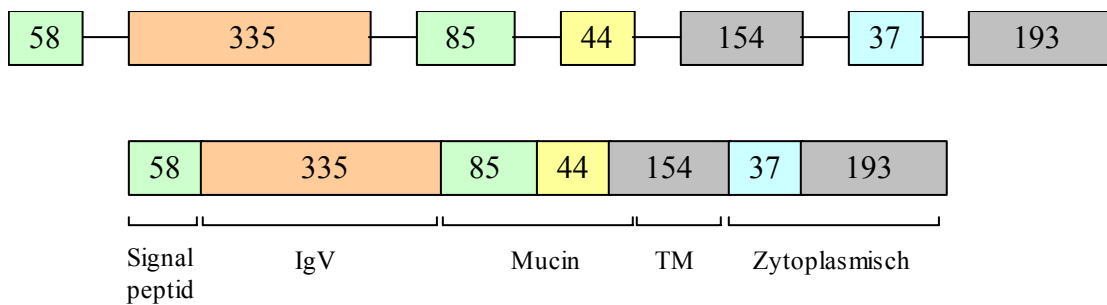 58 335 85 44 154 37 193
58 335 85 44 154 37 193
Signal IgV Mucin TM Zytoplasmisch
peptid